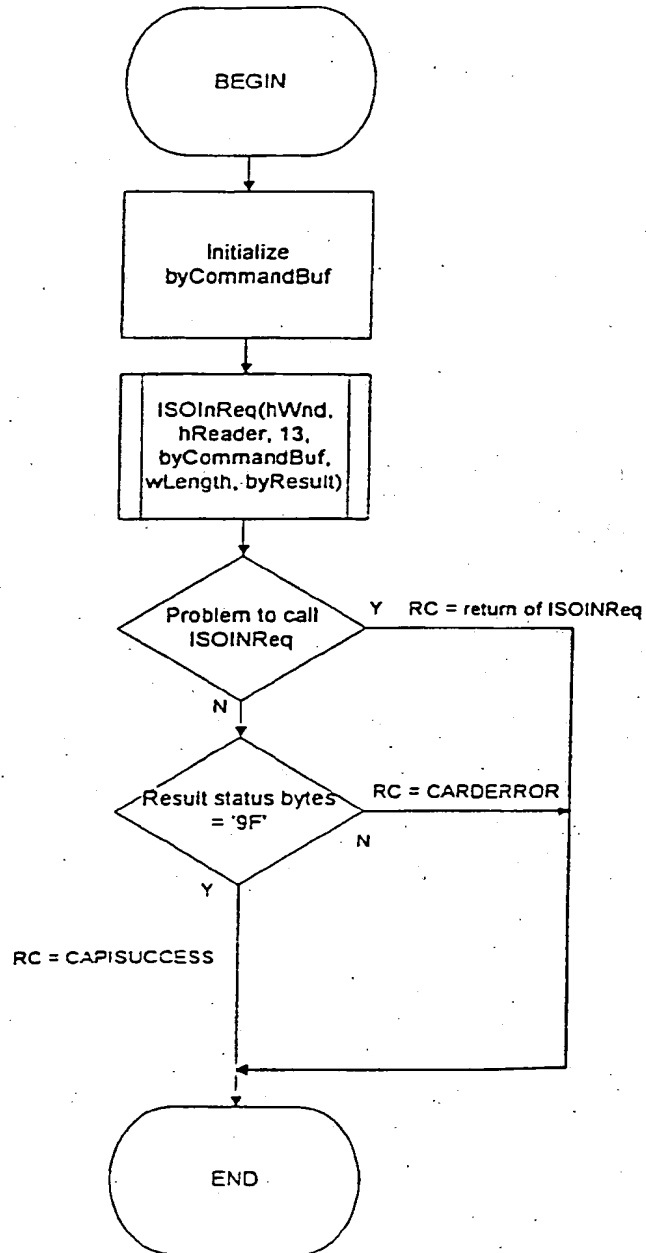 BEGIN
Initialize
byCommandBuf
ISOInReq(hWnd,
hReader, 13,
byCommandBuf,
wLength, byResult)
Problem to call
ISOINReq
Y RC = return of ISOINReq
N
Result status bytes
= '9F'
RC = CARDERROR
N
Y
RC = CAPISUCCESS
END